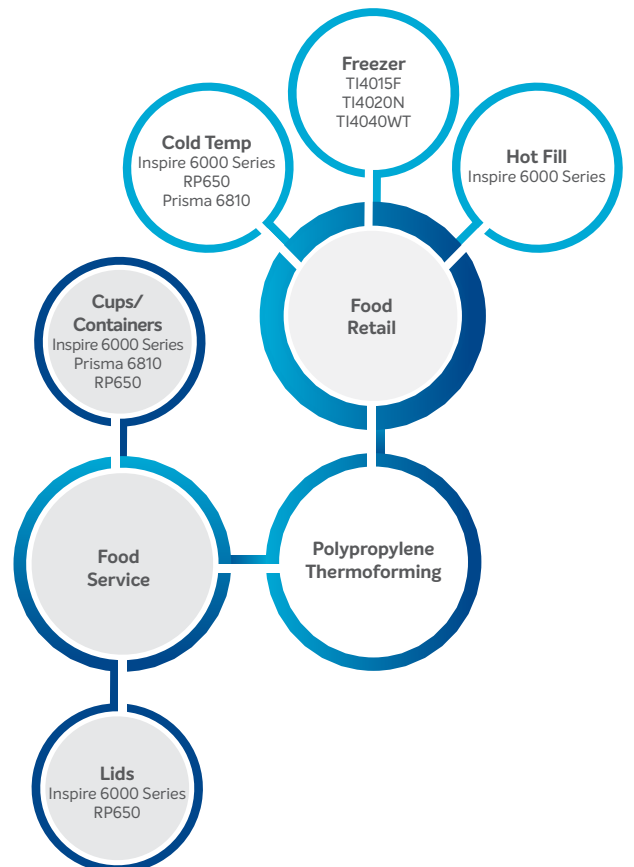 Freezer
TI4015F
TI4020N
TI4040WT
Cold Temp
Inspire 6000 Series
RP650
Prisma 6810
Hot Fill
Inspire 6000 Series
Food
Retail
Cups/
Containers
Inspire 6000 Series
Prisma 6810
RP650
Food
Service
Polypropylene
Thermoforming
Lids
Inspire 6000 Series
RP650